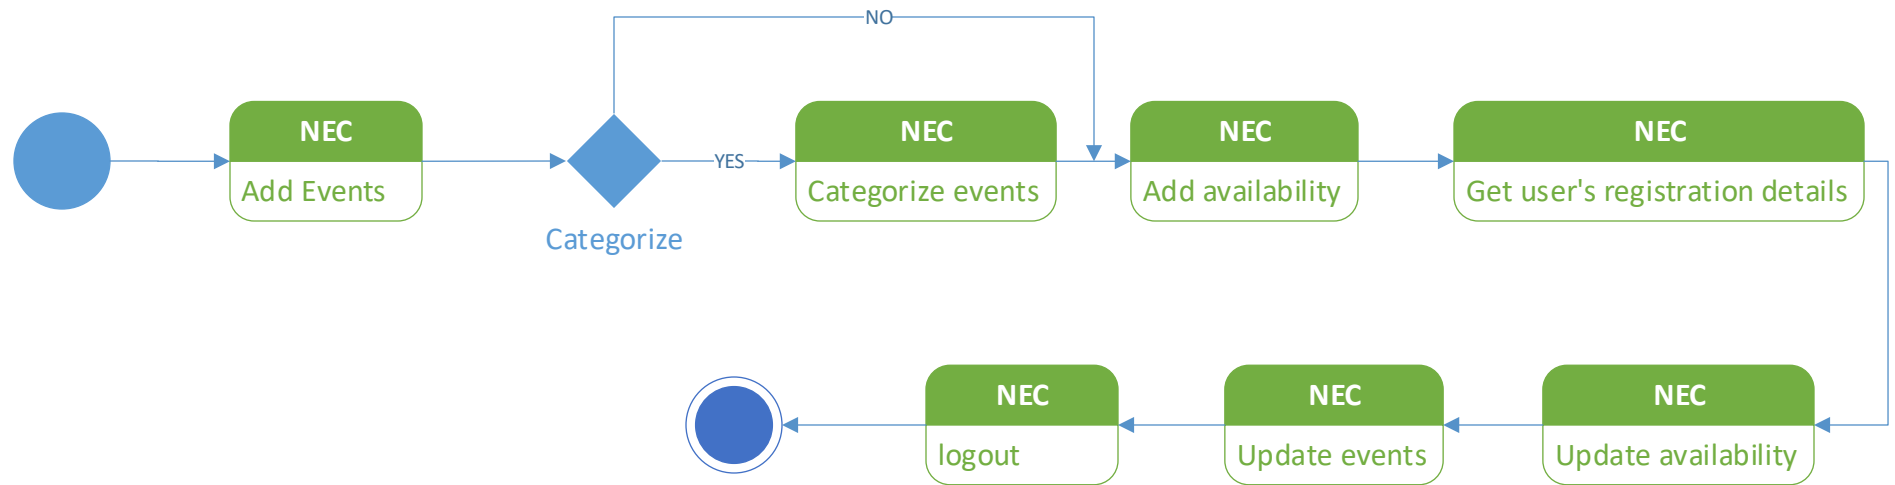 NO
NEC
Add Events
Categorize
YES
NEC
Categorize events
NEC
Add availability
NEC
Get user's registration details
NEC
logout
NEC
Update events
NEC
Update availability